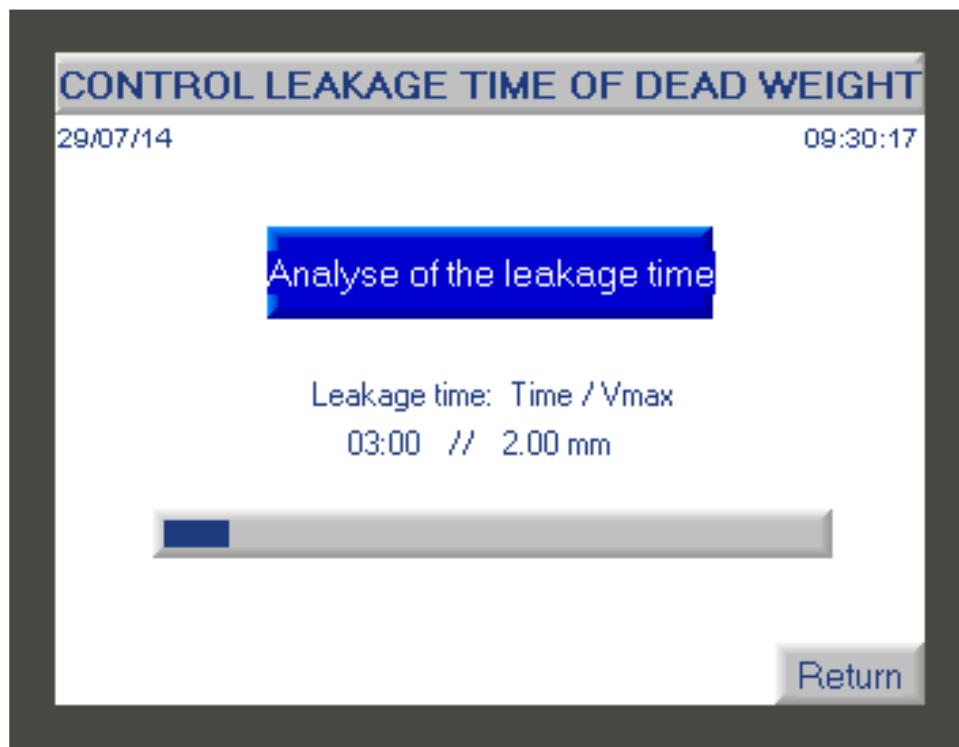 CONTROL LEAKAGE TIME OF DEAD WEIGHT
29/07/14 09:30:17
Analyse of the leakage time
Leakage time: Time / Vmax
03:00 // 2.00 mm
Return